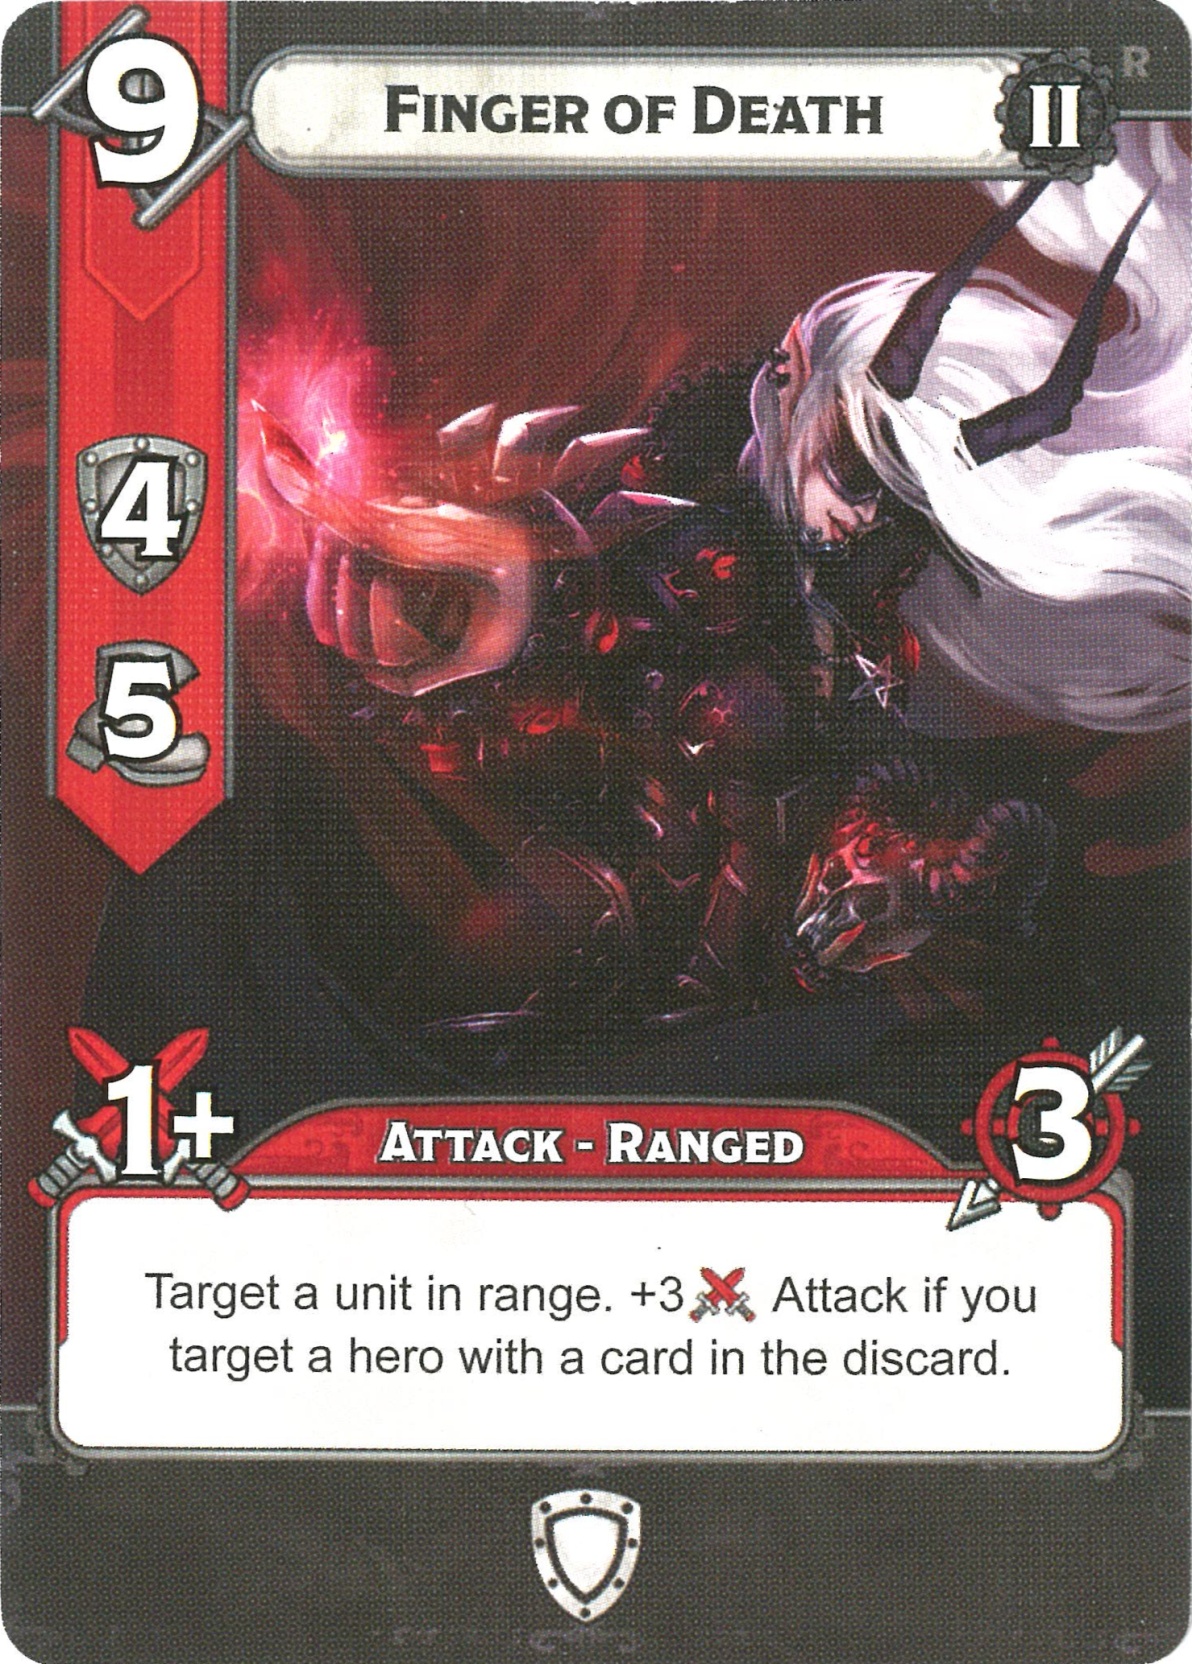 9
FINGER OF DEATH
II
R
4
5
1+
ATTACK - RANGED
3
Target a unit in range. +3 Attack if you
target a hero with a card in the discard.